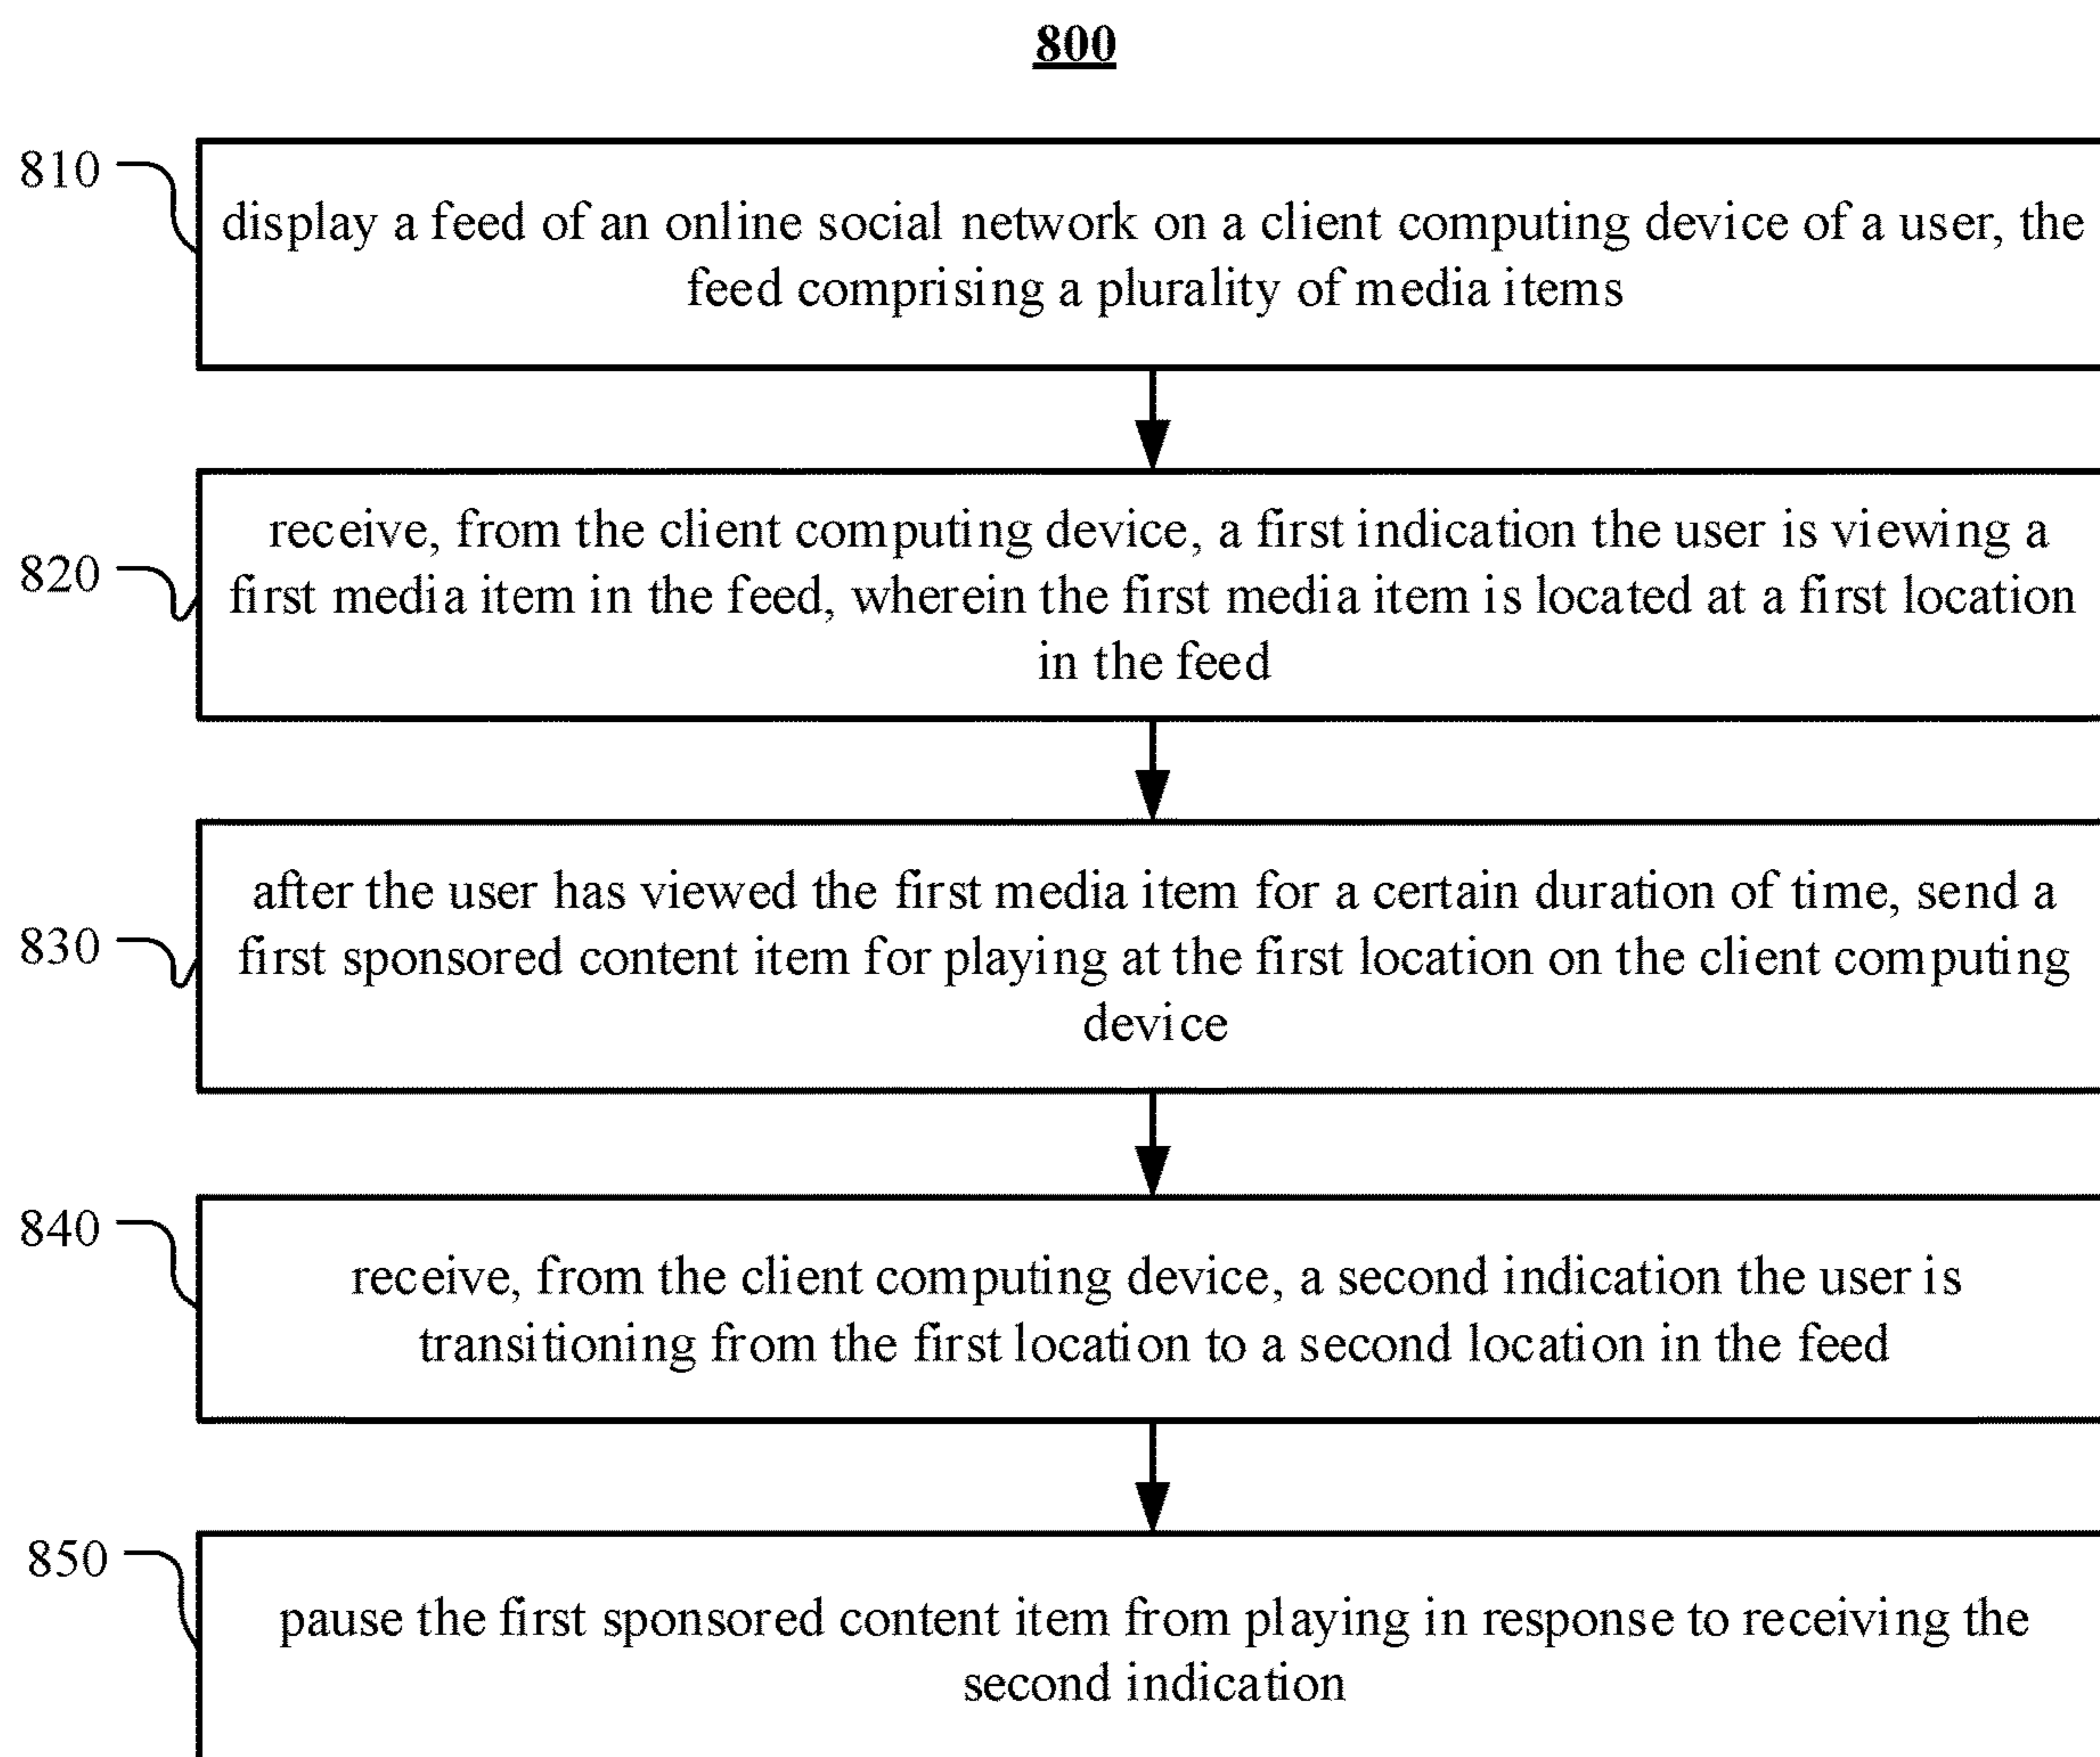 800
810
display a feed of an online social network on a client computing device of a user, the
feed comprising a plurality of media items
820
receive, from the client computing device, a first indication the user is viewing a
first media item in the feed, wherein the first media item is located at a first location
in the feed
830
after the user has viewed the first media item for a certain duration of time, send a
first sponsored content item for playing at the first location on the client computing
device
840
receive, from the client computing device, a second indication the user is
transitioning from the first location to a second location in the feed
850
pause the first sponsored content item from playing in response to receiving the
second indication